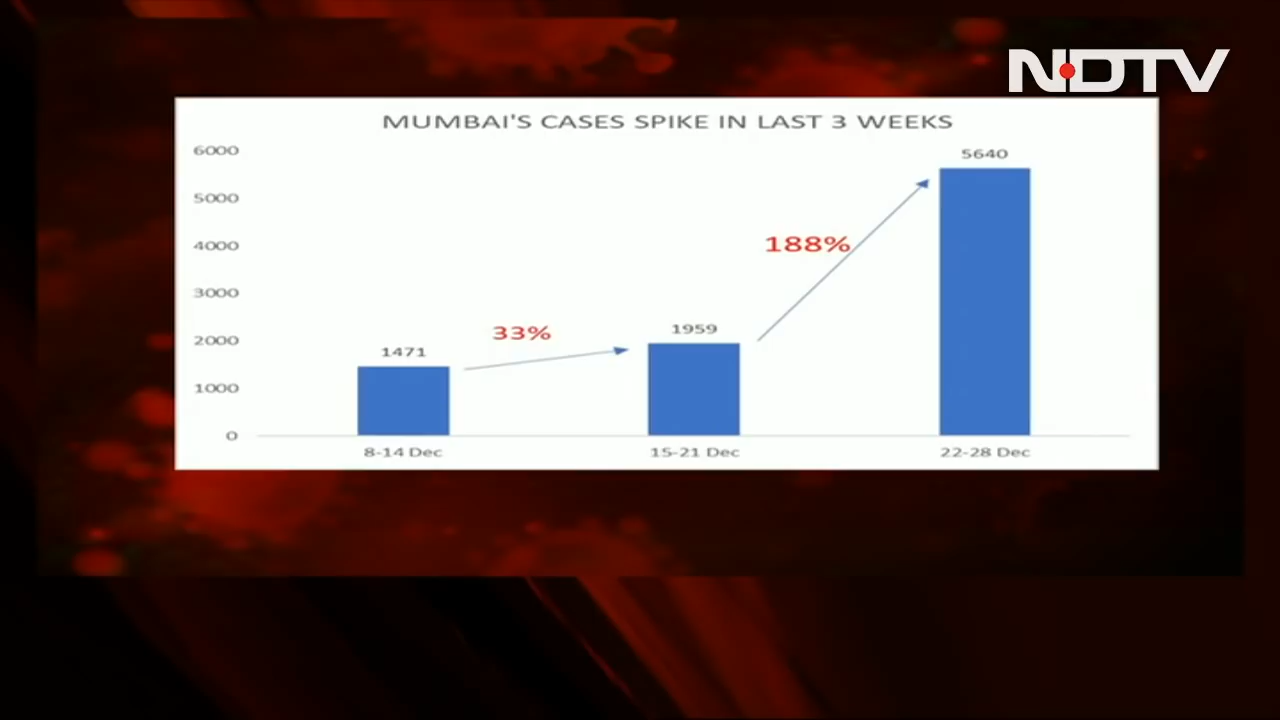 NDTV
MUMBAI'S CASES SPIKE IN LAST 3 WEEKS
6000
5000
4000
3000
2000
1000
0
1471
33%
1959
188%
5640
8-14 Dec
15-21 Dec
22-28 Dec